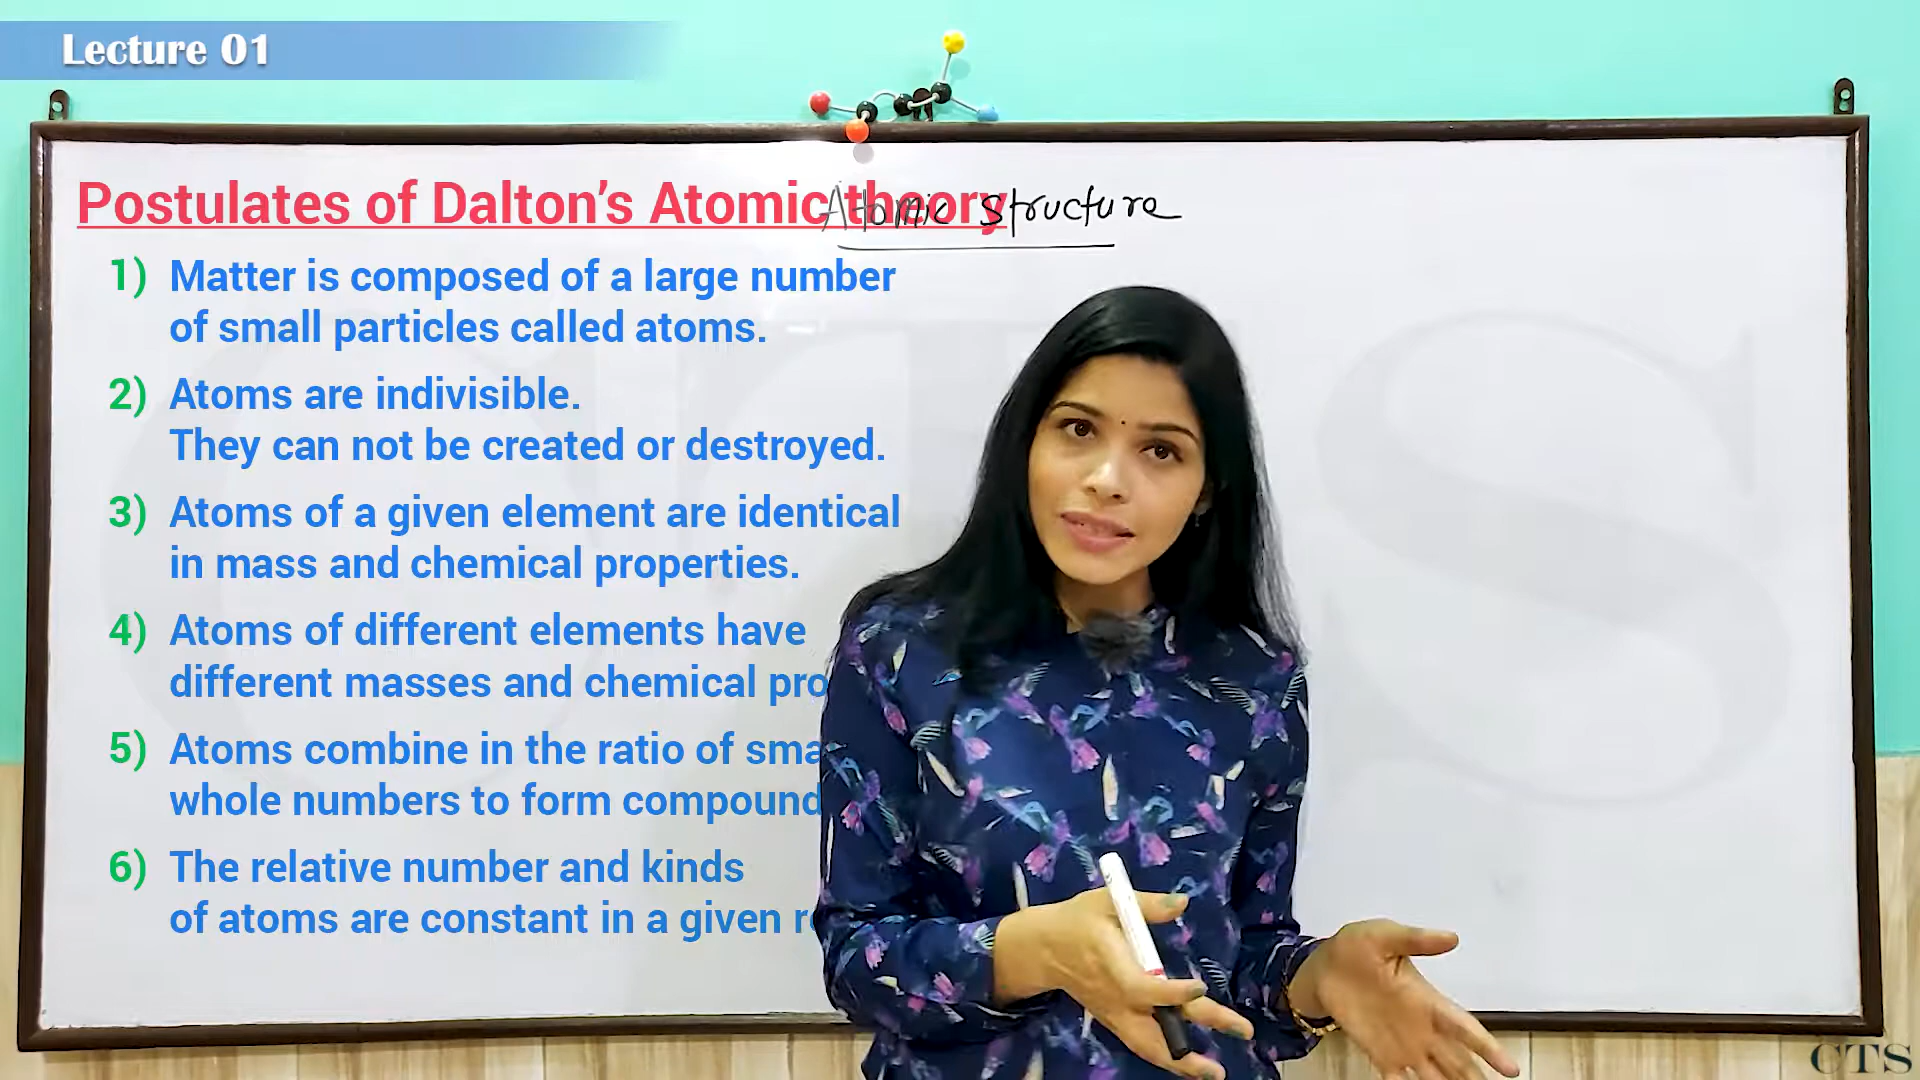 Lecture 01
Postulates of Dalton’s Atomic theory
Atomic structure
1) Matter is composed of a large number
of small particles called atoms.
2) Atoms are indivisible.
They can not be created or destroyed.
3) Atoms of a given element are identical
in mass and chemical properties.
4) Atoms of different elements have
different masses and chemical pro
5) Atoms combine in the ratio of sma
whole numbers to form compound
6) The relative number and kinds
of atoms are constant in a given
CTS
CTS